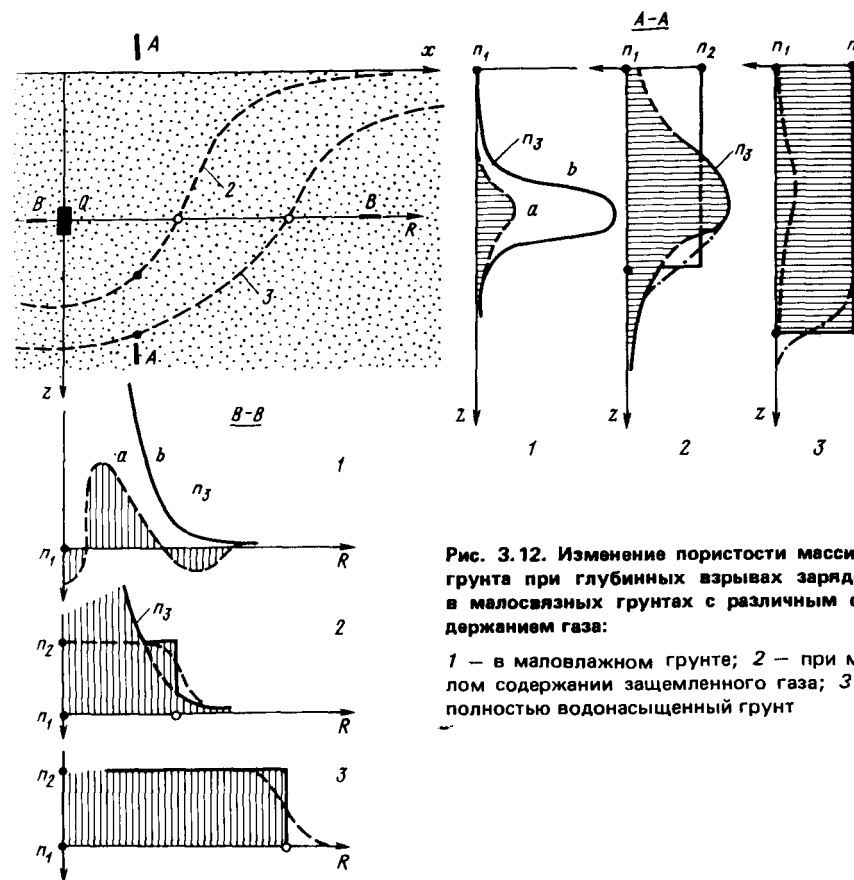 A
A-A
x
n₁
n₁
n₂
n₁
n₃
b
a
n₃
2
B
Q
B
R
3
A
z
z
z
z
1
2
3
B-B
a
b
n₃
1
n₁
R
n₃
n₂
2
n₁
R
n₂
3
n₁
R
Рис. 3.12. Изменение пористости масси
грунта при глубинных взрывах заряд
в малосвязных грунтах с различным
держанием газа:
1 — в маловлажном грунте; 2 — при м
лом содержании защемленного газа; 3
полностью водонасыщенный грунт